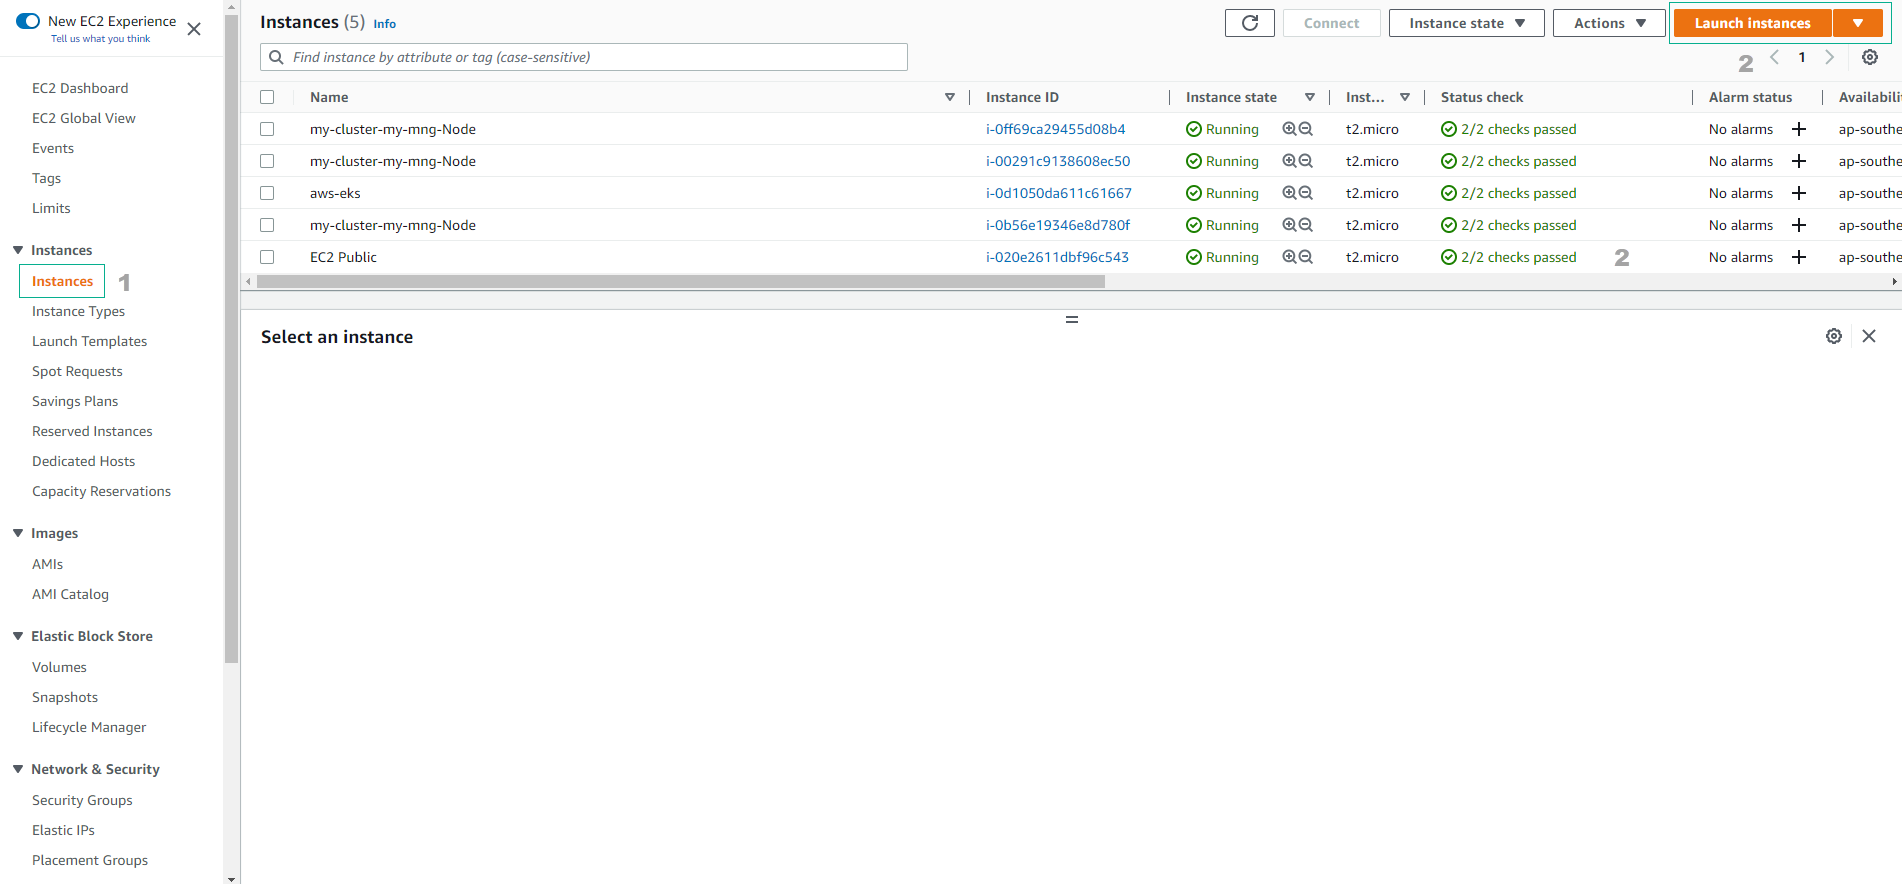 New EC2 Experience
Tell us what you think
EC2 Dashboard
EC2 Global View
Events
Tags
Limits
Instances
Instances 1
Instance Types
Launch Templates
Spot Requests
Savings Plans
Reserved Instances
Dedicated Hosts
Capacity Reservations
Images
AMIs
AMI Catalog
Elastic Block Store
Volumes
Snapshots
Lifecycle Manager
Network & Security
Security Groups
Elastic IPs
Placement Groups
Instances (5) Info
Connect Instance state Actions Launch instances
Find instance by attribute or tag (case-sensitive)
2 1
Name Instance ID Instance state Inst... Status check Alarm status Availabili
my-cluster-my-mng-Node i-0ff69ca29455d08b4 Running t2.micro 2/2 checks passed No alarms ap-southe
my-cluster-my-mng-Node i-00291c9138608ec50 Running t2.micro 2/2 checks passed No alarms ap-southe
aws-eks i-0d1050da611c61667 Running t2.micro 2/2 checks passed No alarms ap-southe
my-cluster-my-mng-Node i-0b56e19346e8d780f Running t2.micro 2/2 checks passed No alarms ap-southe
EC2 Public i-020e2611dbf96c543 Running t2.micro 2/2 checks passed 2 No alarms ap-southe
Select an instance